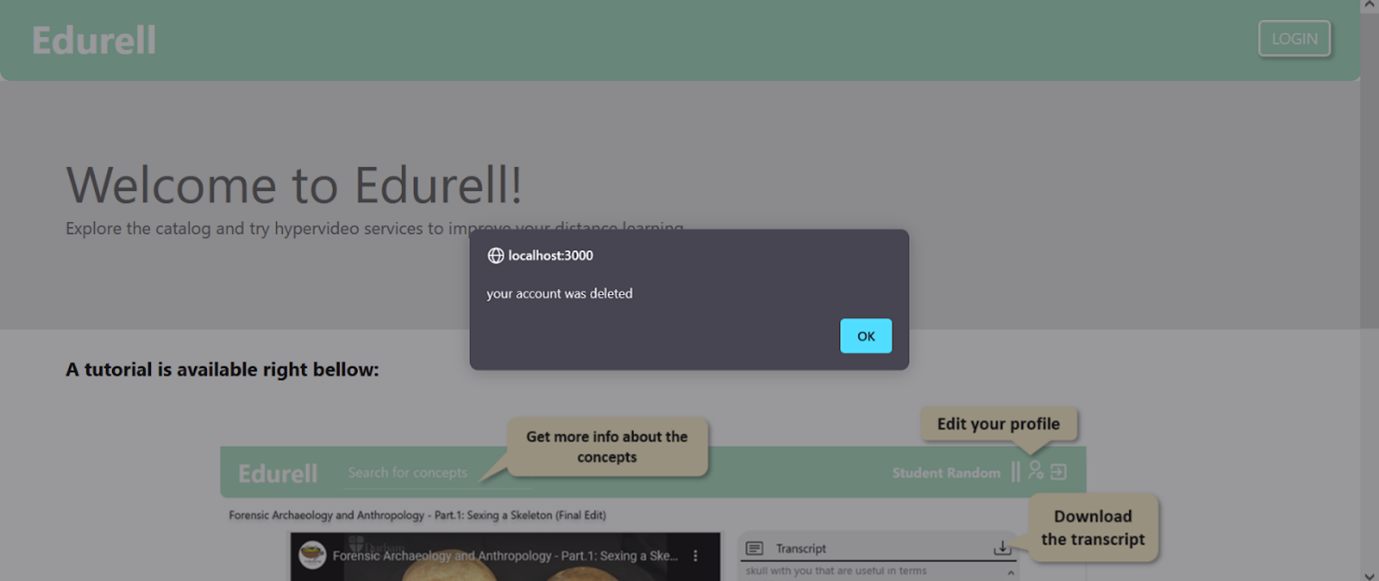 Edurell
LOGIN
Welcome to Edurell!
Explore the catalog and try hypervideo services to improve your distance learning
localhost:3000
your account was deleted
OK
A tutorial is available right bellow:
Get more info about the
concepts
Edit your profile
Edurell
Search for concepts
Student Random
Forensic Archaeology and Anthropology - Part.1: Sexing a Skeleton (Final Edit)
Download
the transcript
Forensic Archaeology and Anthropology - Part.1: Sexing a Ske...
Transcript
skull with you that are useful in terms